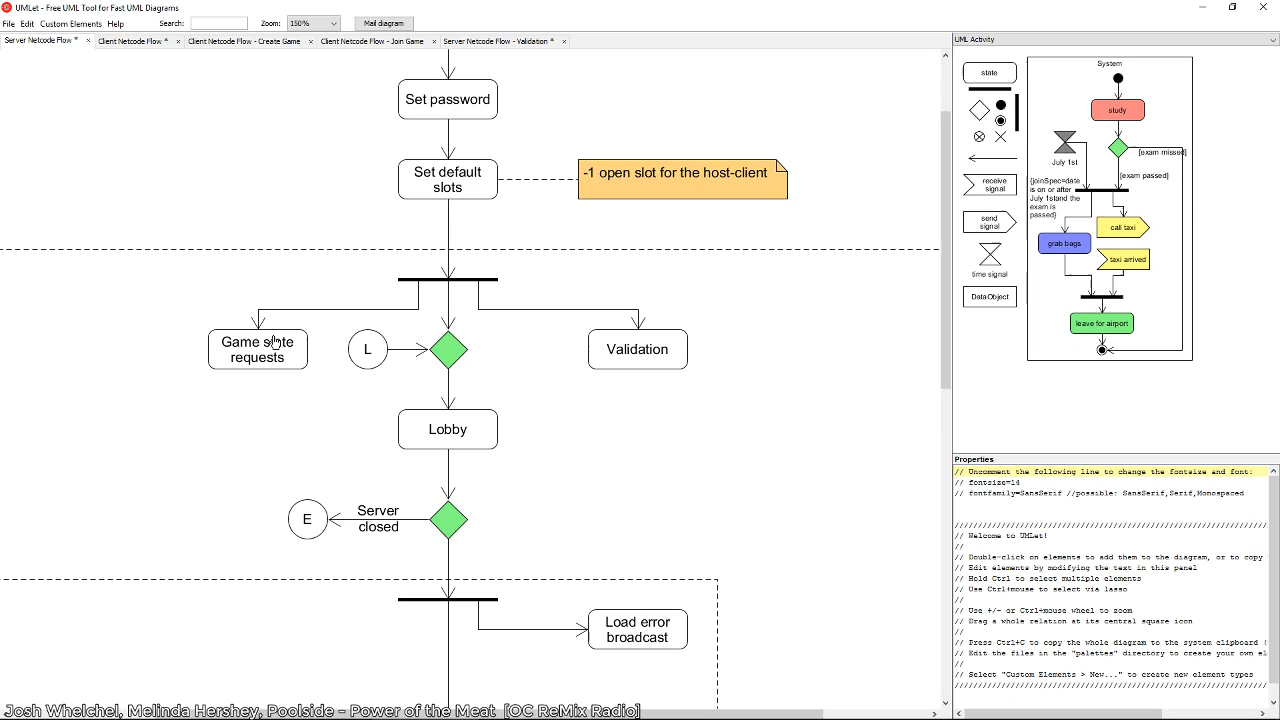 UMLet - Free UML Tool for Fast UML Diagrams
File Edit Custom Elements Help Search: Zoom: 150% Mail diagram
Server Netcode Flow * Client Netcode Flow * Client Netcode Flow - Create Game Client Netcode Flow - Join Game Server Netcode Flow - Validation *
Set password
Set default
slots
-1 open slot for the host-client
Game state
requests
L
Validation
Lobby
E
Server
closed
Load error
broadcast
UML Activity
state
receive
signal
send
signal
time signal
DataObject
System
study
July 1st
[exam missed]
[exam passed]
{joinSpec=date
is on or after
July 1stand the
exam is
passed}
call taxi
grab bags
taxi arrived
leave for airport
Properties
// Uncomment the following line to change the fontsize and font:
// fontsize=14
// fontfamily=SansSerif //possible: SansSerif,Serif,Monospaced
////////////////////////////////////////////////////////////////
// Welcome to UMLet!
//
// Double-click on elements to add them to the diagram, or to copy
// Edit elements by modifying the text in this panel
// Hold Ctrl to select multiple elements
// Use Ctrl+mouse to select via lasso
//
// Use +/- or Ctrl+mouse wheel to zoom
// Drag a whole relation at its central square icon
//
// Press Ctrl+C to copy the whole diagram to the system clipboard (
// Edit the files in the "palettes" directory to create your own el
//
// Select "Custom Elements > New..." to create new element types
////////////////////////////////////////////////////////////////
Josh Whelchel, Melinda Hershey, Poolside - Power of the Meat [OC ReMix Radio]